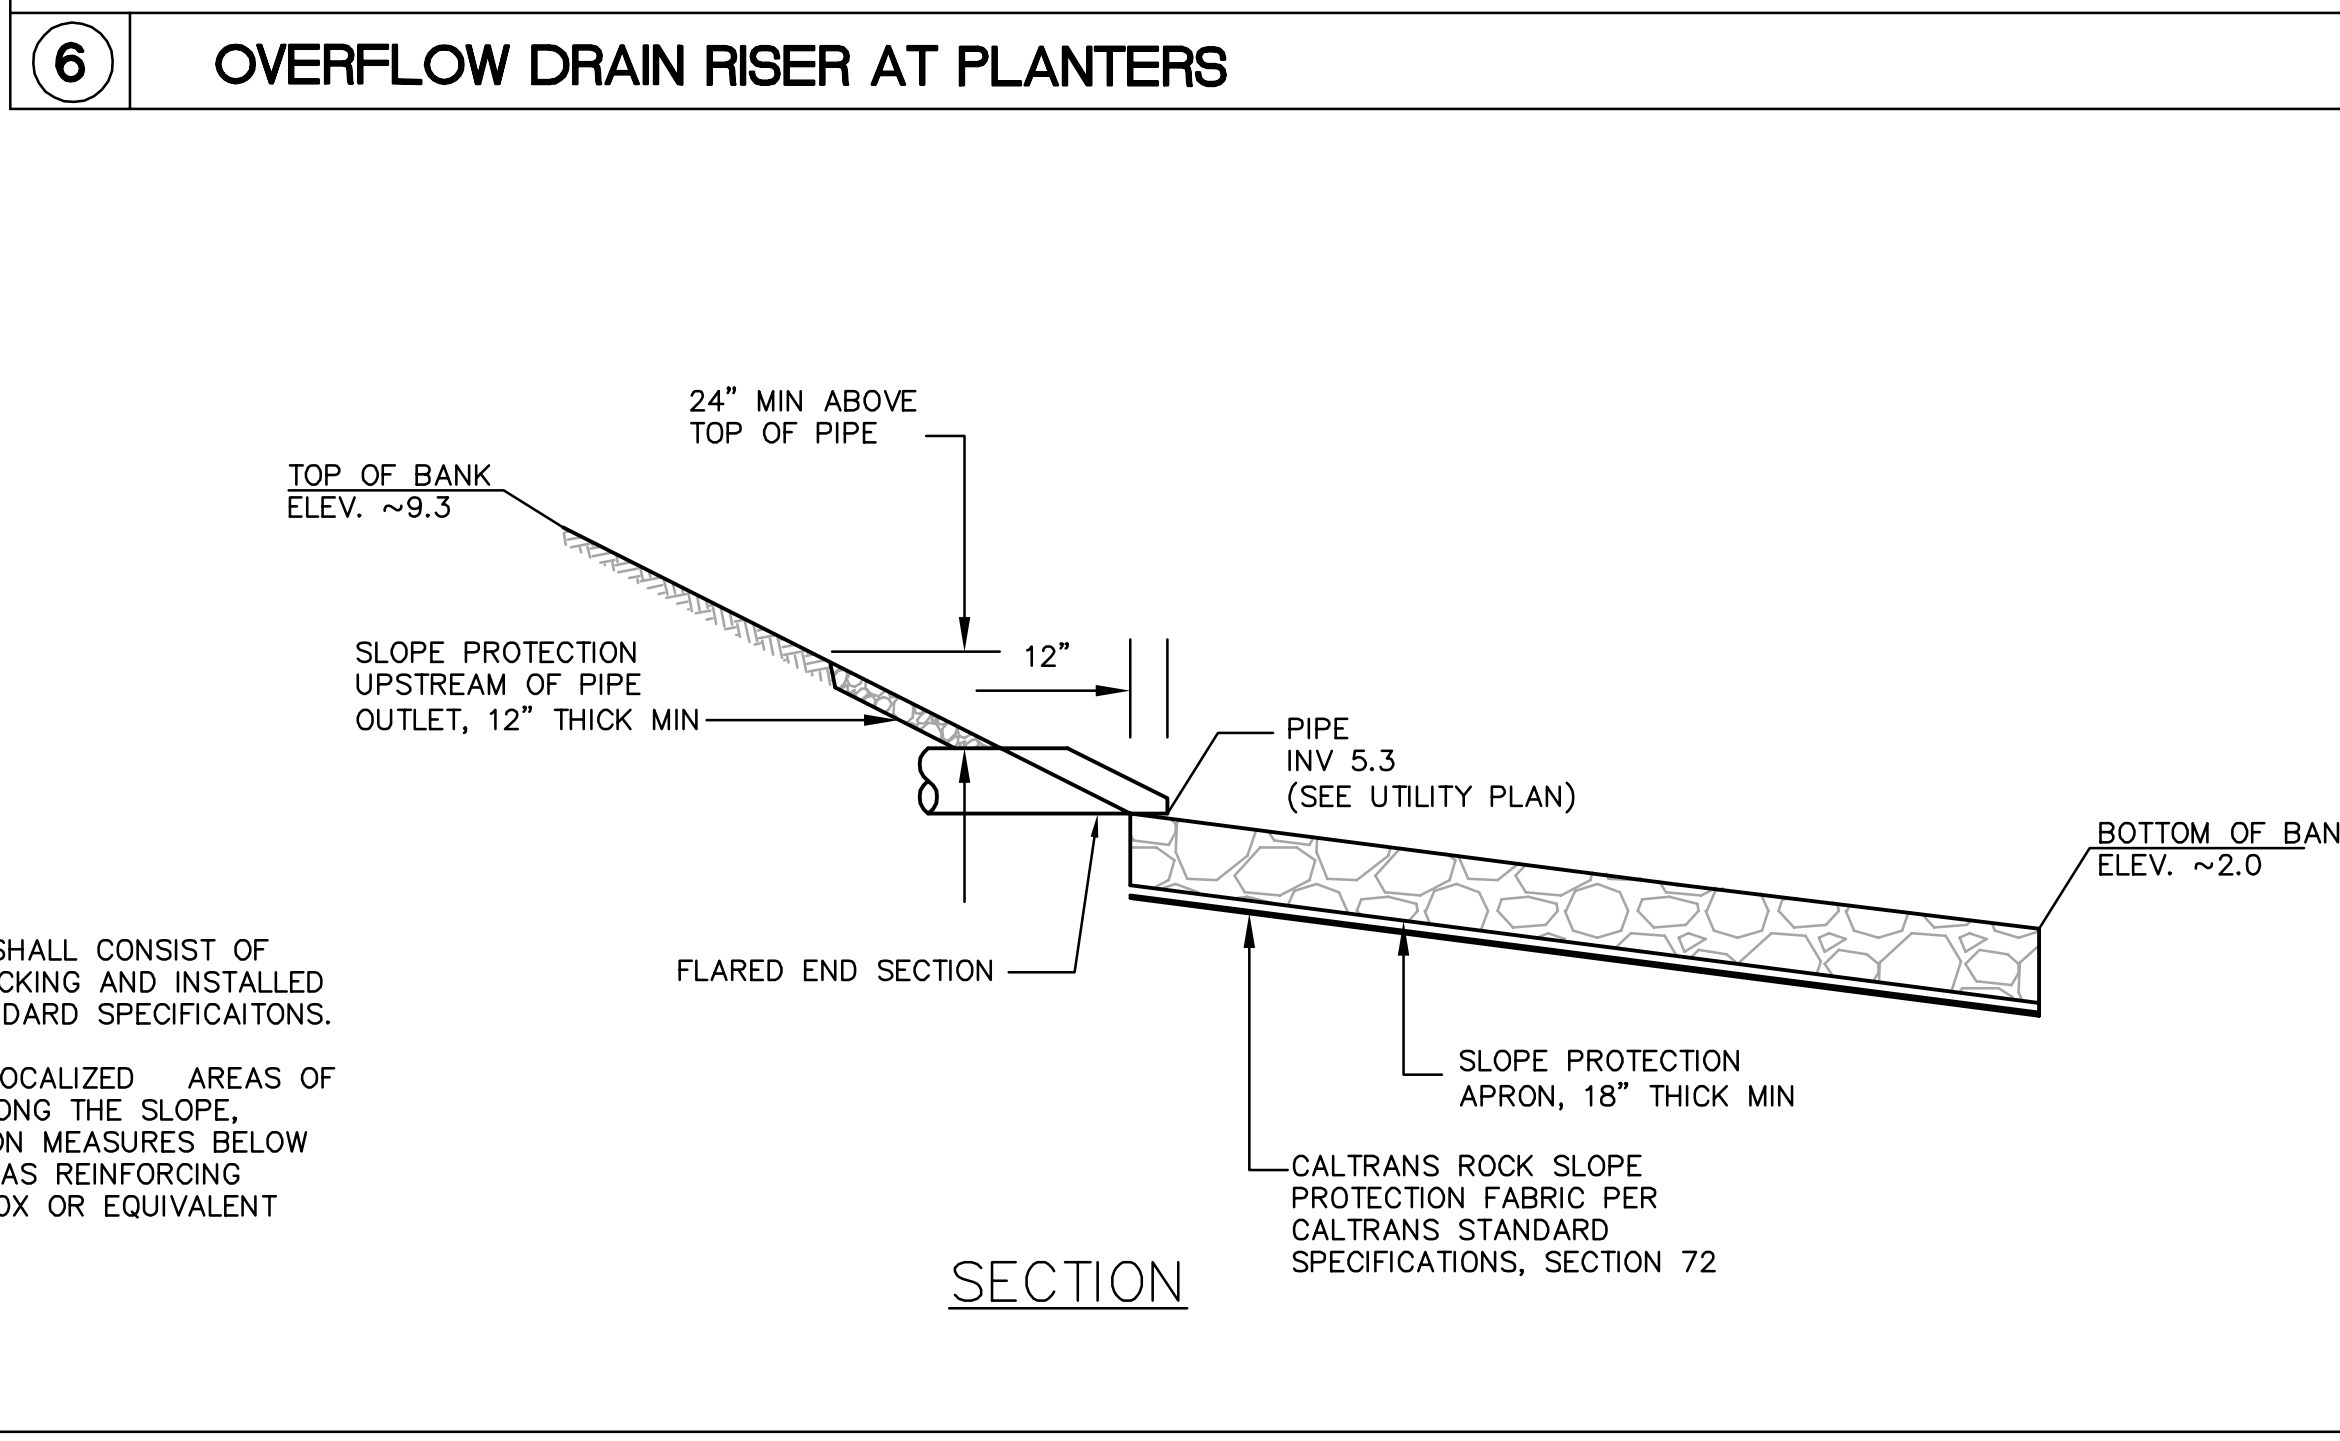 6 OVERFLOW DRAIN RISER AT PLANTERS
24" MIN ABOVE
TOP OF PIPE
TOP OF BANK
ELEV. ~9.3
SLOPE PROTECTION
UPSTREAM OF PIPE
OUTLET, 12" THICK MIN
12"
PIPE
INV 5.3
(SEE UTILITY PLAN)
BOTTOM OF BAN
ELEV. ~2.0
FLARED END SECTION
SHALL CONSIST OF
CKING AND INSTALLED
DARD SPECIFICAITONS.
OCALIZED AREAS OF
ONG THE SLOPE,
ON MEASURES BELOW
AS REINFORCING
OX OR EQUIVALENT
SLOPE PROTECTION
APRON, 18" THICK MIN
CALTRANS ROCK SLOPE
PROTECTION FABRIC PER
CALTRANS STANDARD
SPECIFICATIONS, SECTION 72
SECTION